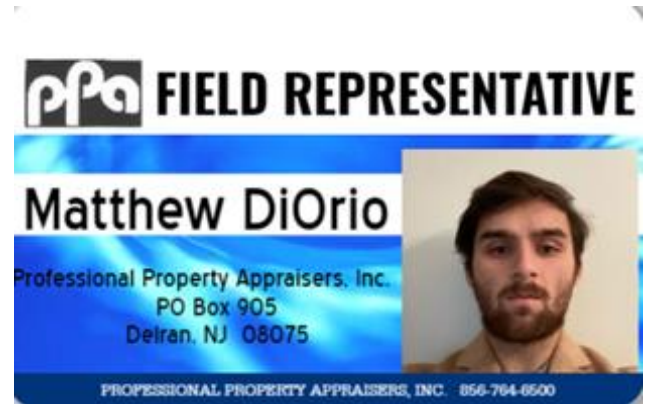 ppa FIELD REPRESENTATIVE
Matthew DiOrio
Professional Property Appraisers, Inc.
PO Box 905
Delran, NJ 08075
PROFESSIONAL PROPERTY APPRAISERS, INC. 856-764-6500